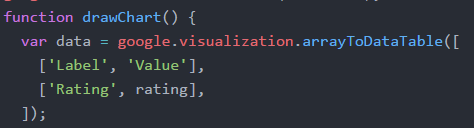 function drawChart() {
  var data = google.visualization.arrayToDataTable([
    ['Label', 'Value'],
    ['Rating', rating],
  ]);